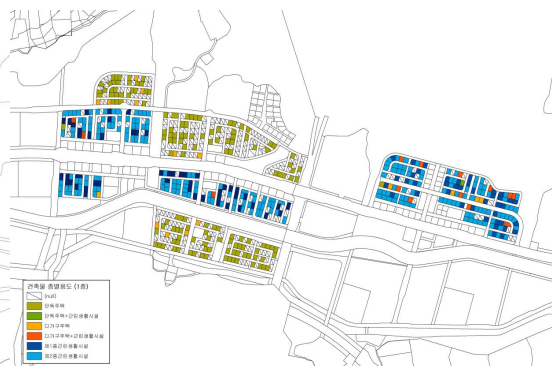 건축물 층별용도 (1층)
(null)
단독주택
단독주택+근린생활시설
다가구주택
다가구주택+근린생활시설
제1종근린생활시설
제2종근린생활시설